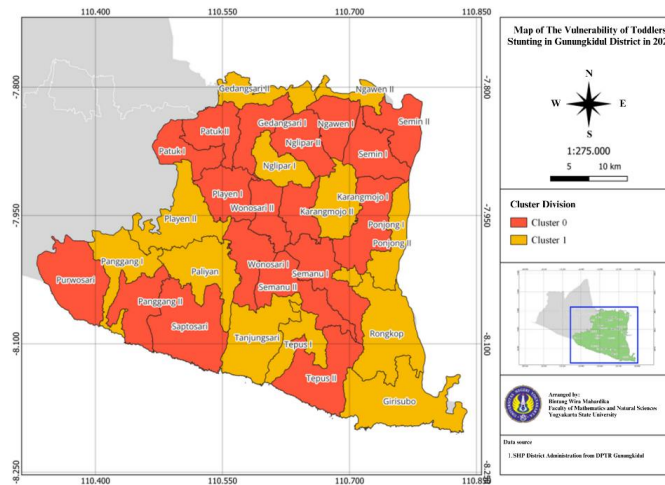 110.400 110.550 110.700 110.850
-7.800 -7.800
-7.950 -7.950
-8.100 -8.100
-8.250 -8.250
110.400 110.550 110.700 110.850
Gedangsari II
Ngawen II
Patuk II
Gedangsari I
Ngawen I
Semin II
Nglipar II
Patuk I
Semin I
Nglipar I
Playen I
Karangmojo I
Wonosari II
Karangmojo II
Playen II
Ponjong I
Ponjong II
Panggang I
Paliyan
Wonosari I
Semanu I
Purwosari
Semanu II
Panggang II
Saptosari
Rongkop
Tanjungsari
Tepus I
Tepus II
Girisubo
Map of The Vulnerability of Toddlers
Stunting in Gunungkidul District in 202
N
W E
S
1:275.000
5 10 km
Cluster Division
Cluster 0
Cluster 1
Arranged by:
Bintang Wira Mahardika
Faculty of Mathematics and Natural Sciences
Yogyakarta State University
Data source
1. SHP District Administration from DPTR Gunungkidul